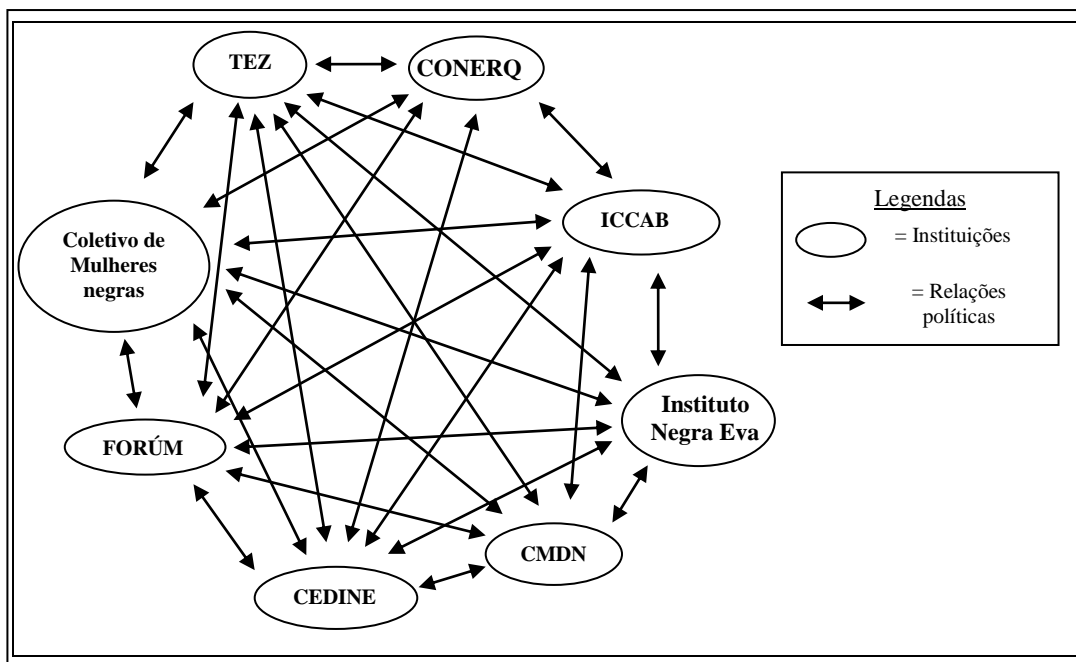 TEZ
CONERQ
ICCAB
Coletivo de
Mulheres
negras
Instituto
Negra Eva
FORÚM
CMDN
CEDINE
Legendas
= Instituições
= Relações
políticas